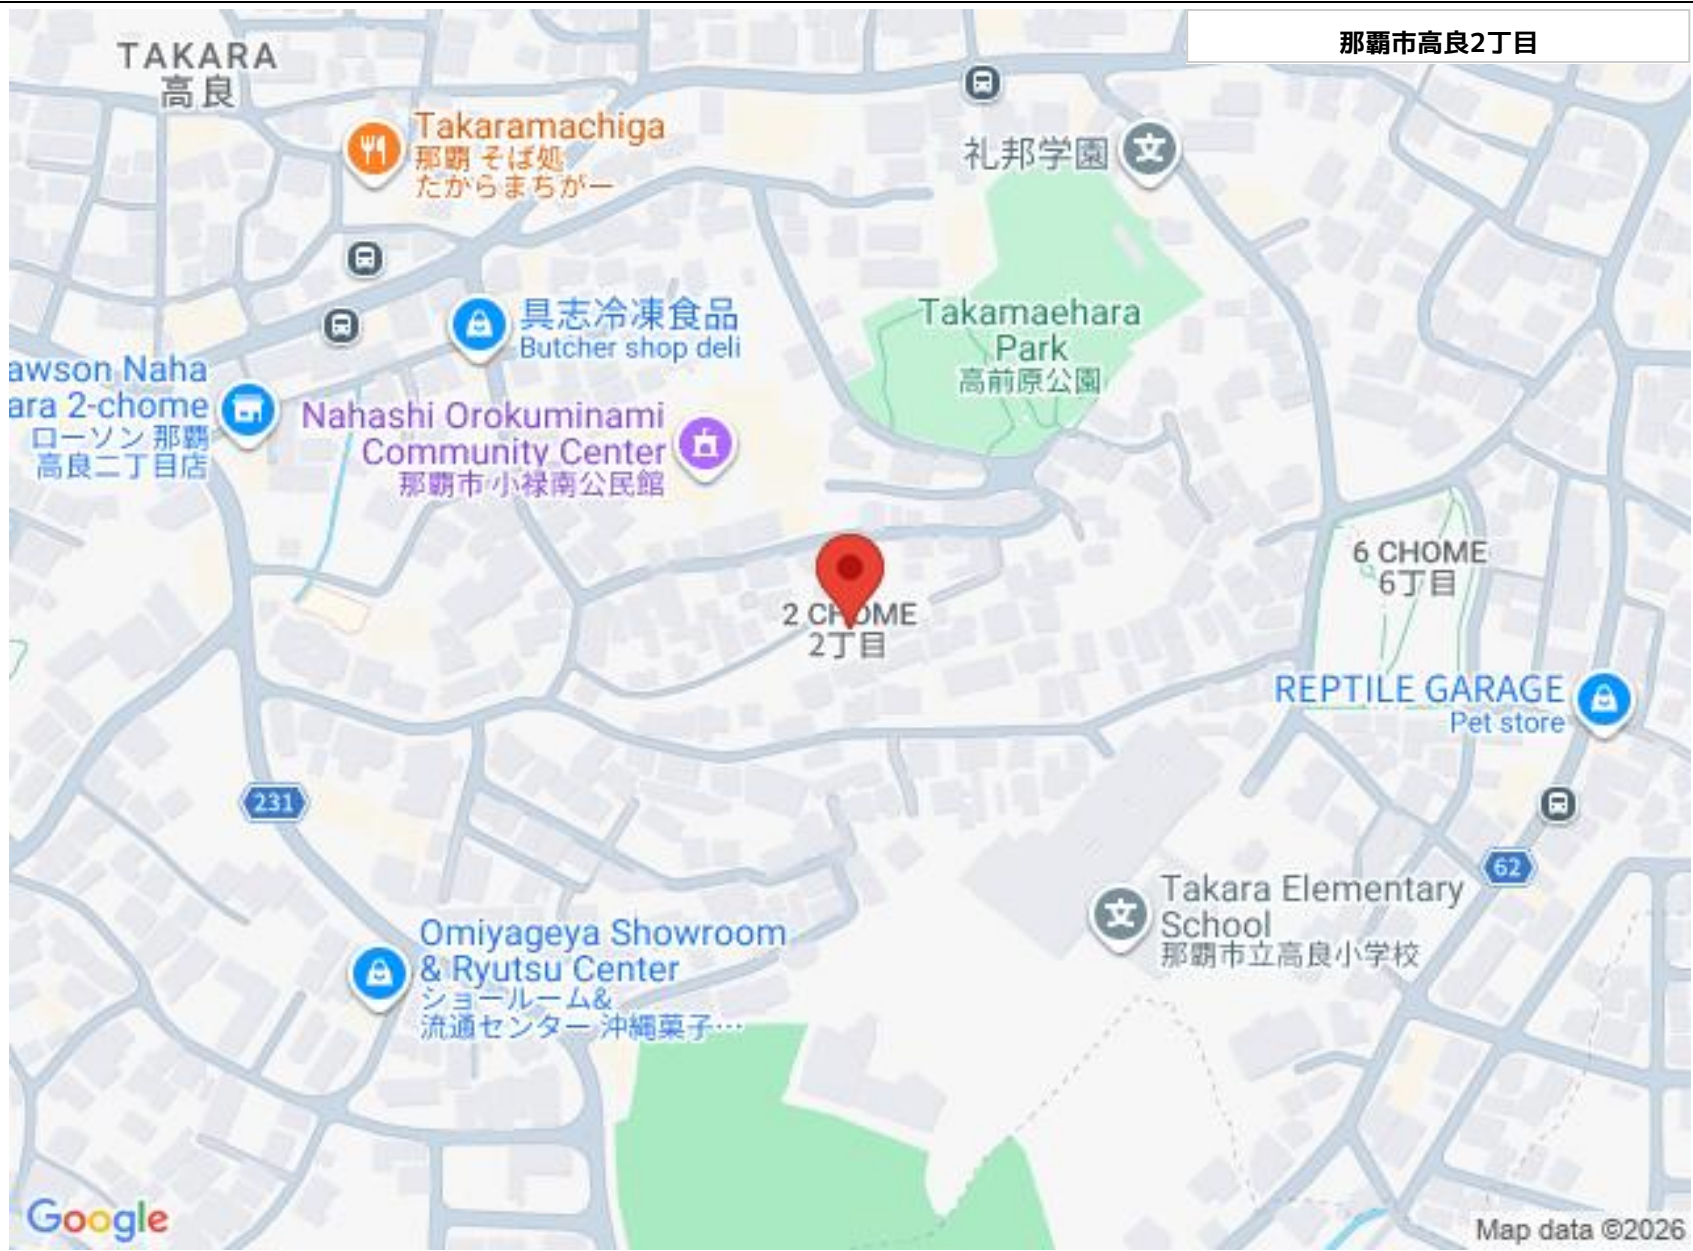 那覇市高良2丁目
TAKARA
高良
Takaramachiga
那覇 そば処
たからまちがー
礼邦学園
具志冷凍食品
Butcher shop deli
Takamaehara
Park
高前原公園
awson Naha
ara 2-chome
ローソン 那覇
高良二丁目店
Nahashi Orokuminami
Community Center
那覇市 小禄南公民館
2 CHOME
2丁目
6 CHOME
6丁目
REPTILE GARAGE
Pet store
231
62
Takara Elementary
School
那覇市立高良小学校
Omiyageya Showroom
& Ryutsu Center
ショールーム&
流通センター 沖縄菓子…
Google
Map data ©2026